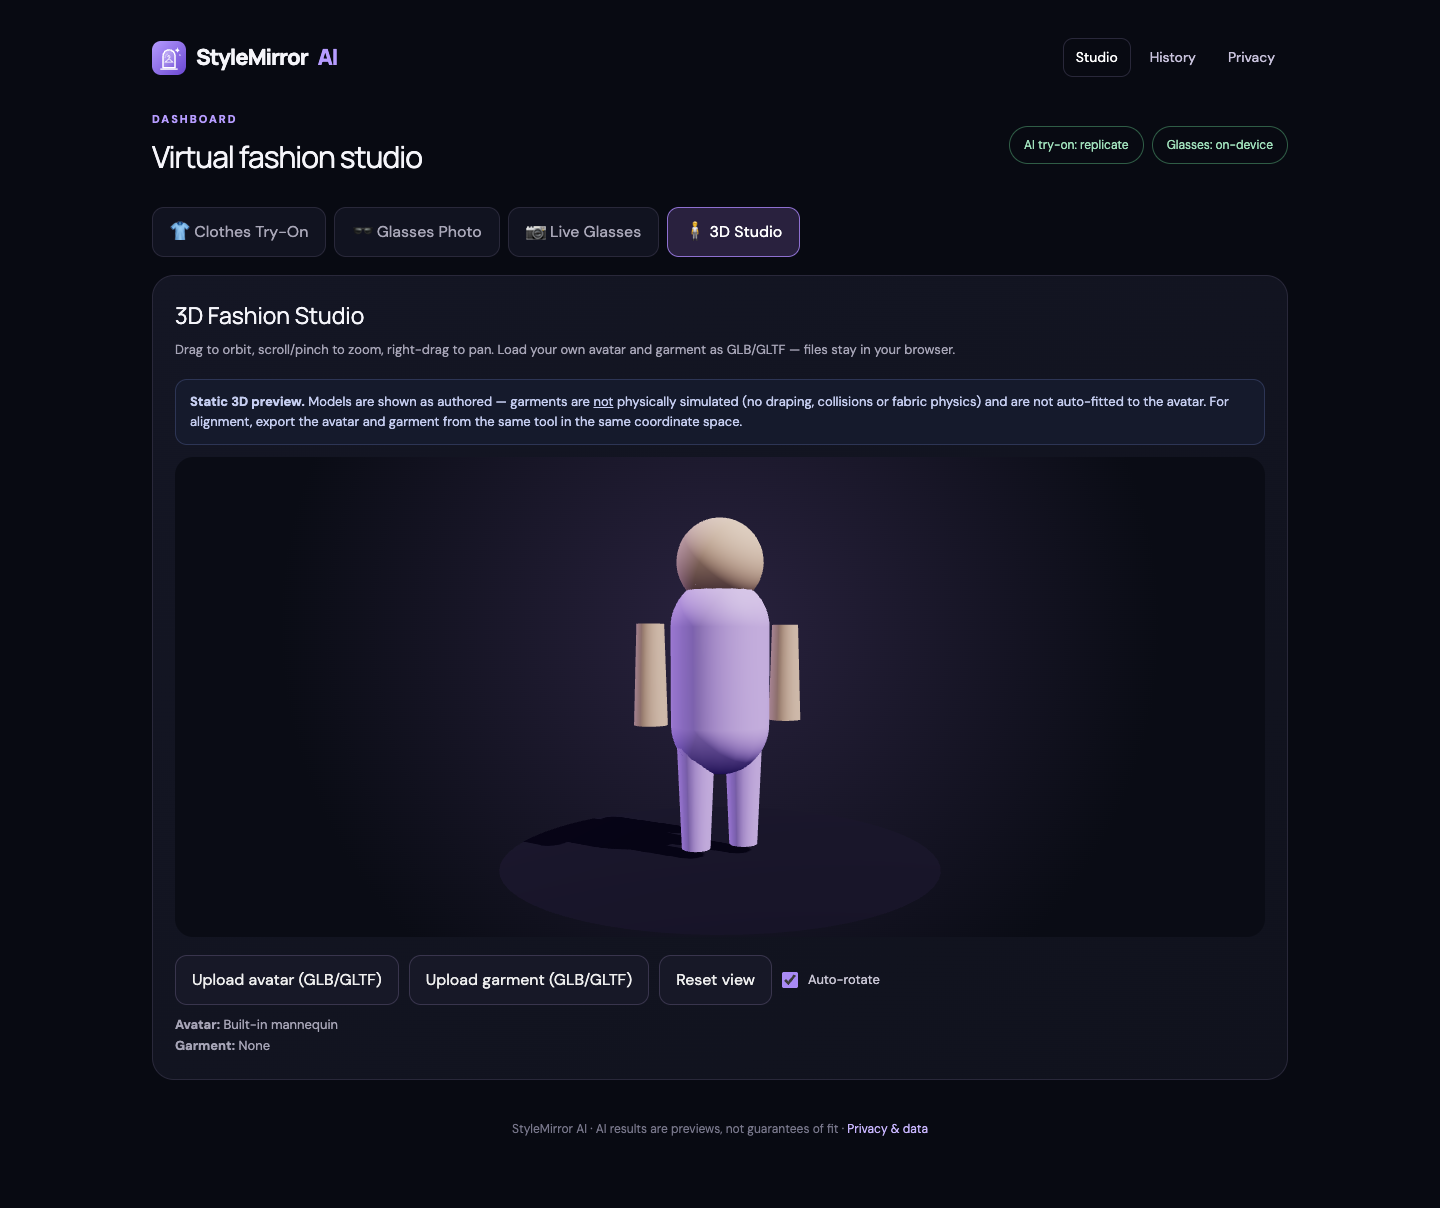 StyleMirror AI
Studio
History
Privacy
DASHBOARD
Virtual fashion studio
AI try-on: replicate
Glasses: on-device
Clothes Try-On
Glasses Photo
Live Glasses
3D Studio
3D Fashion Studio
Drag to orbit, scroll/pinch to zoom, right-drag to pan. Load your own avatar and garment as GLB/GLTF — files stay in your browser.
Static 3D preview. Models are shown as authored — garments are not physically simulated (no draping, collisions or fabric physics) and are not auto-fitted to the avatar. For
alignment, export the avatar and garment from the same tool in the same coordinate space.
Upload avatar (GLB/GLTF)
Upload garment (GLB/GLTF)
Reset view
Auto-rotate
Avatar: Built-in mannequin
Garment: None
StyleMirror AI · AI results are previews, not guarantees of fit · Privacy & data